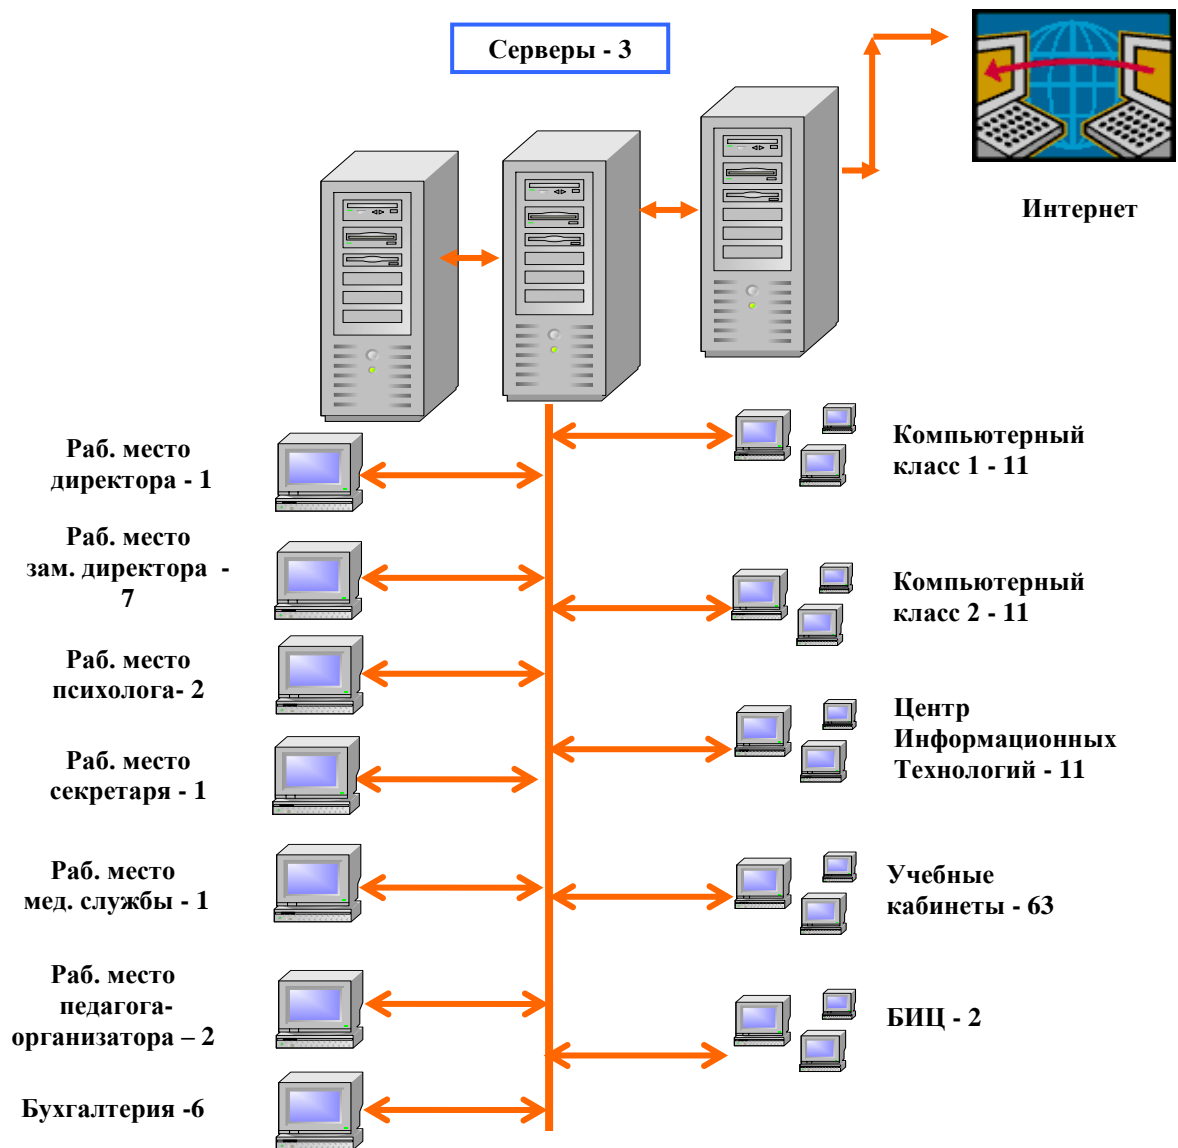 Серверы - 3
Интернет
Раб. место
директора - 1
Раб. место
зам. директора -
7
Раб. место
психолога- 2
Раб. место
секретаря - 1
Раб. место
мед. службы - 1
Раб. место
педагога-
организатора – 2
Бухгалтерия -6
Компьютерный
класс 1 - 11
Компьютерный
класс 2 - 11
Центр
Информационных
Технологий - 11
Учебные
кабинеты - 63
БИЦ - 2